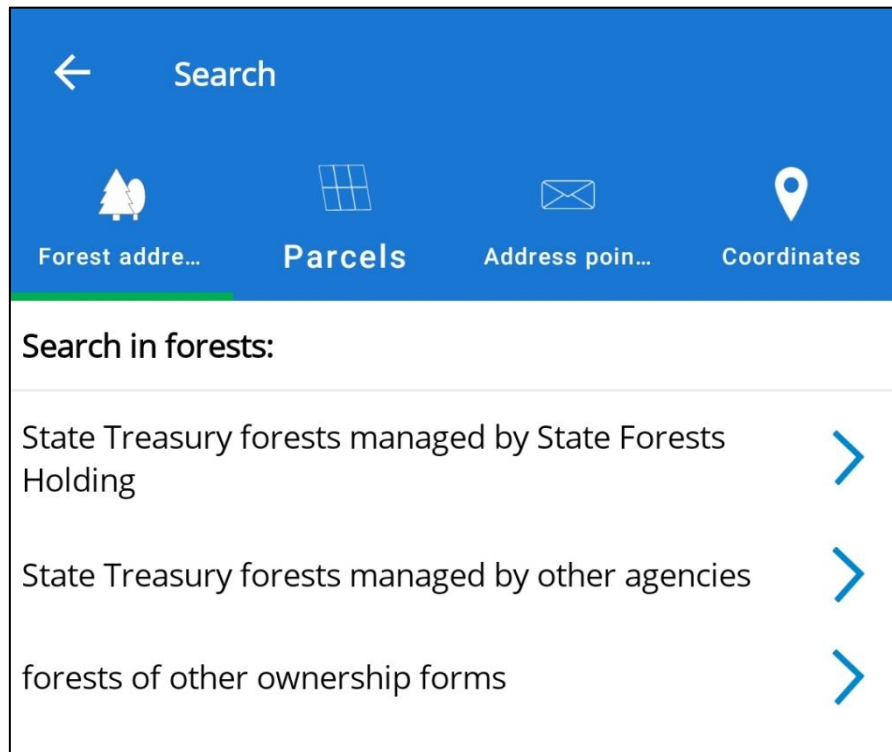 Search
Forest addre...
Parcels
Address poin...
Coordinates
Search in forests:
State Treasury forests managed by State Forests
Holding
State Treasury forests managed by other agencies
forests of other ownership forms